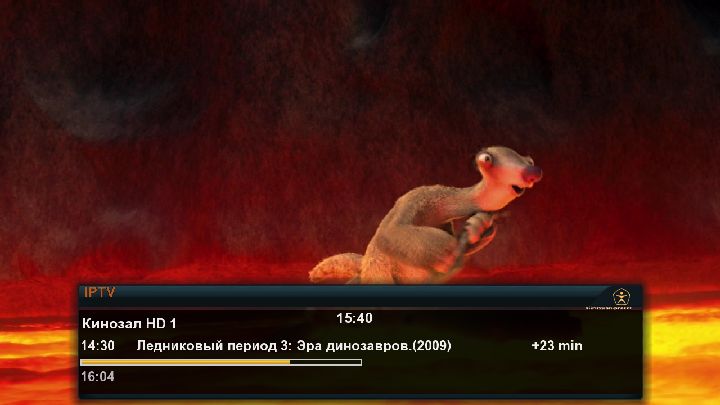 IPTV
Кинозал HD 1 15:40
14:30 Ледниковый период 3: Эра динозавров.(2009) +23 min
16:04